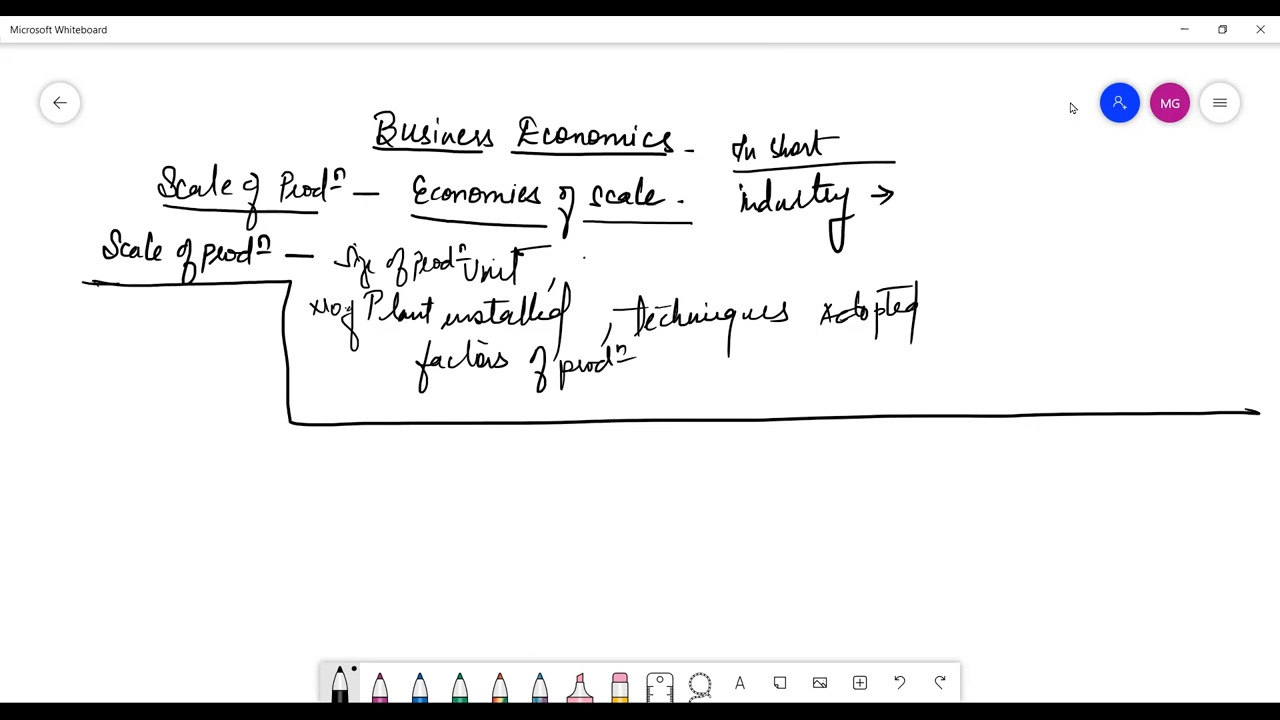 Microsoft Whiteboard
MG
Business Economics - In short
Scale of Prodⁿ - Economies of scale. industry →
Scale of prodⁿ - Size of prodⁿ Unit,
No of Plant installed, techniques Adopted
factors of prodⁿ
A